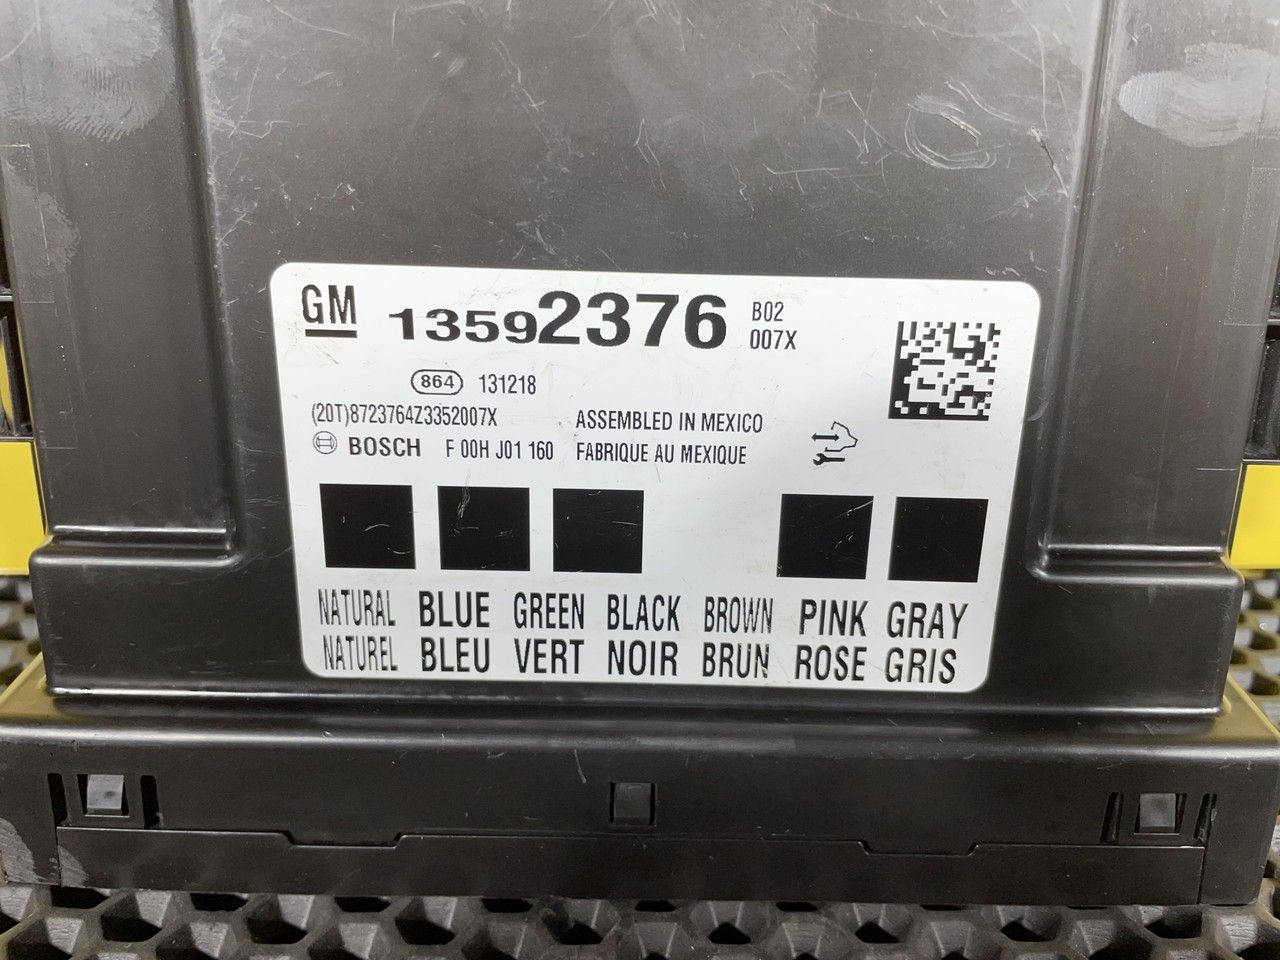 GM 13592376 B02
007X
864 131218
(20T)8723764Z3352007X ASSEMBLED IN MEXICO
BOSCH F 00H J01 160 FABRIQUE AU MEXIQUE
NATURAL BLUE GREEN BLACK BROWN PINK GRAY
NATUREL BLEU VERT NOIR BRUN ROSE GRIS